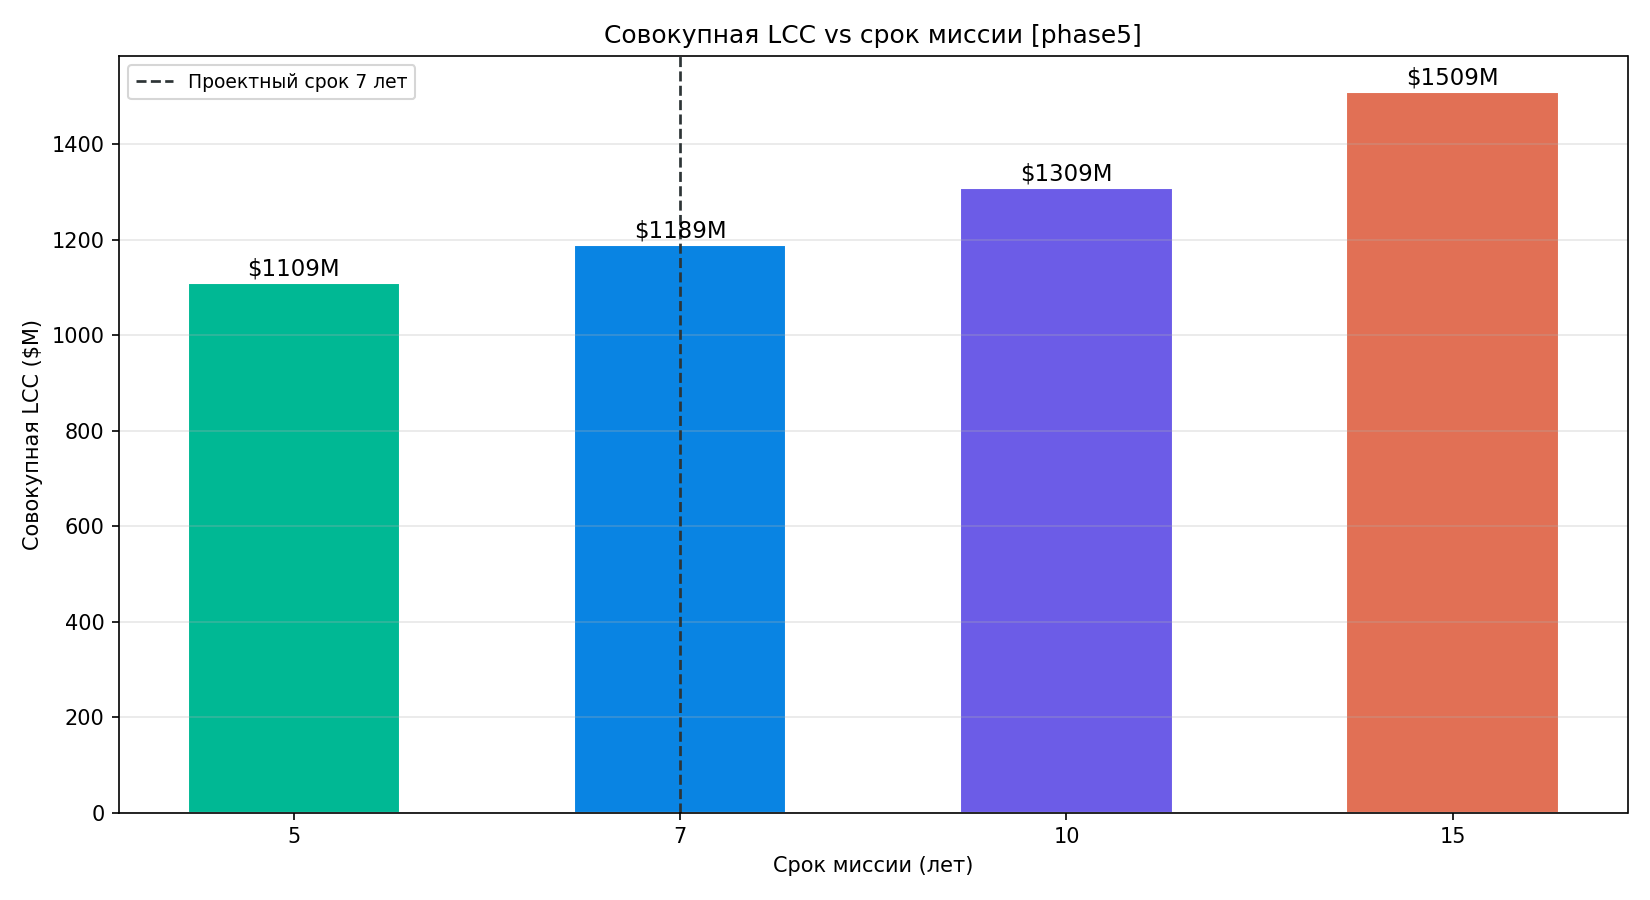 Совокупная LCC vs срок миссии [phase5]
Проектный срок 7 лет
$1109M
$1189M
$1309M
$1509M
Совокупная LCC ($M)
1400
1200
1000
800
600
400
200
0
5
7
10
15
Срок миссии (лет)